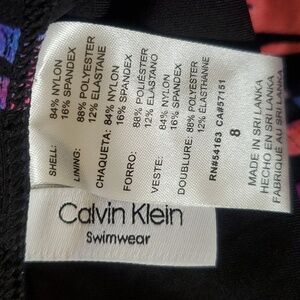 SHELL: 84% NYLON
16% SPANDEX
LINING: 88% POLYESTER
12% ELASTANE
CHAQUETA: 84% NYLON
16% SPANDEX
FORRO: 88% POLIÉSTER
12% ELASTANO
VESTE: 84% NYLON
16% SPANDEX
DOUBLURE: 88% POLYESTER
12% ÉLASTHANNE
RN#54163 CA#57151
8
MADE IN SRI LANKA
HECHO EN SRI LANKA
FABRIQUE AU SRI LANKA
Calvin Klein
Swimwear